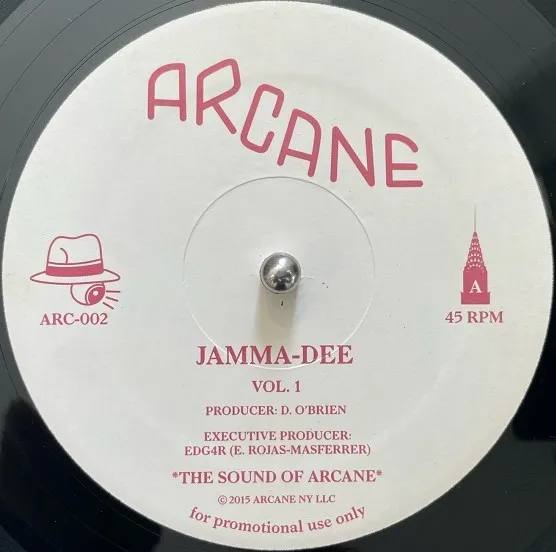 ARCANE
ARC-002
A
45 RPM
JAMMA-DEE
VOL. 1
PRODUCER: D. O'BRIEN
EXECUTIVE PRODUCER:
EDG4R (E. ROJAS-MASFERRER)
*THE SOUND OF ARCANE*
© 2015 ARCANE NY LLC
for promotional use only